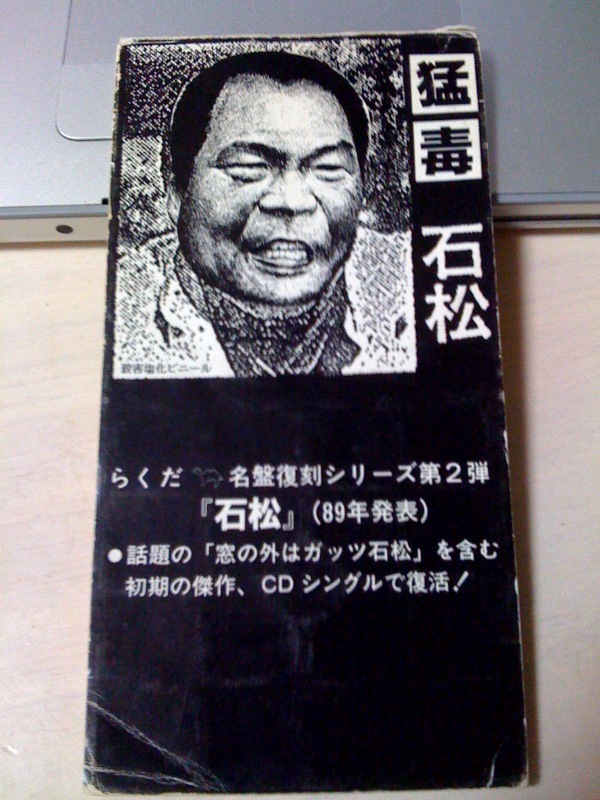 猛毒
石松
殺害塩化ビニール
らくだ 名盤復刻シリーズ第2弾
『石松』(89年発表)
●話題の「窓の外はガッツ石松」を含む
初期の傑作、CDシングルで復活!